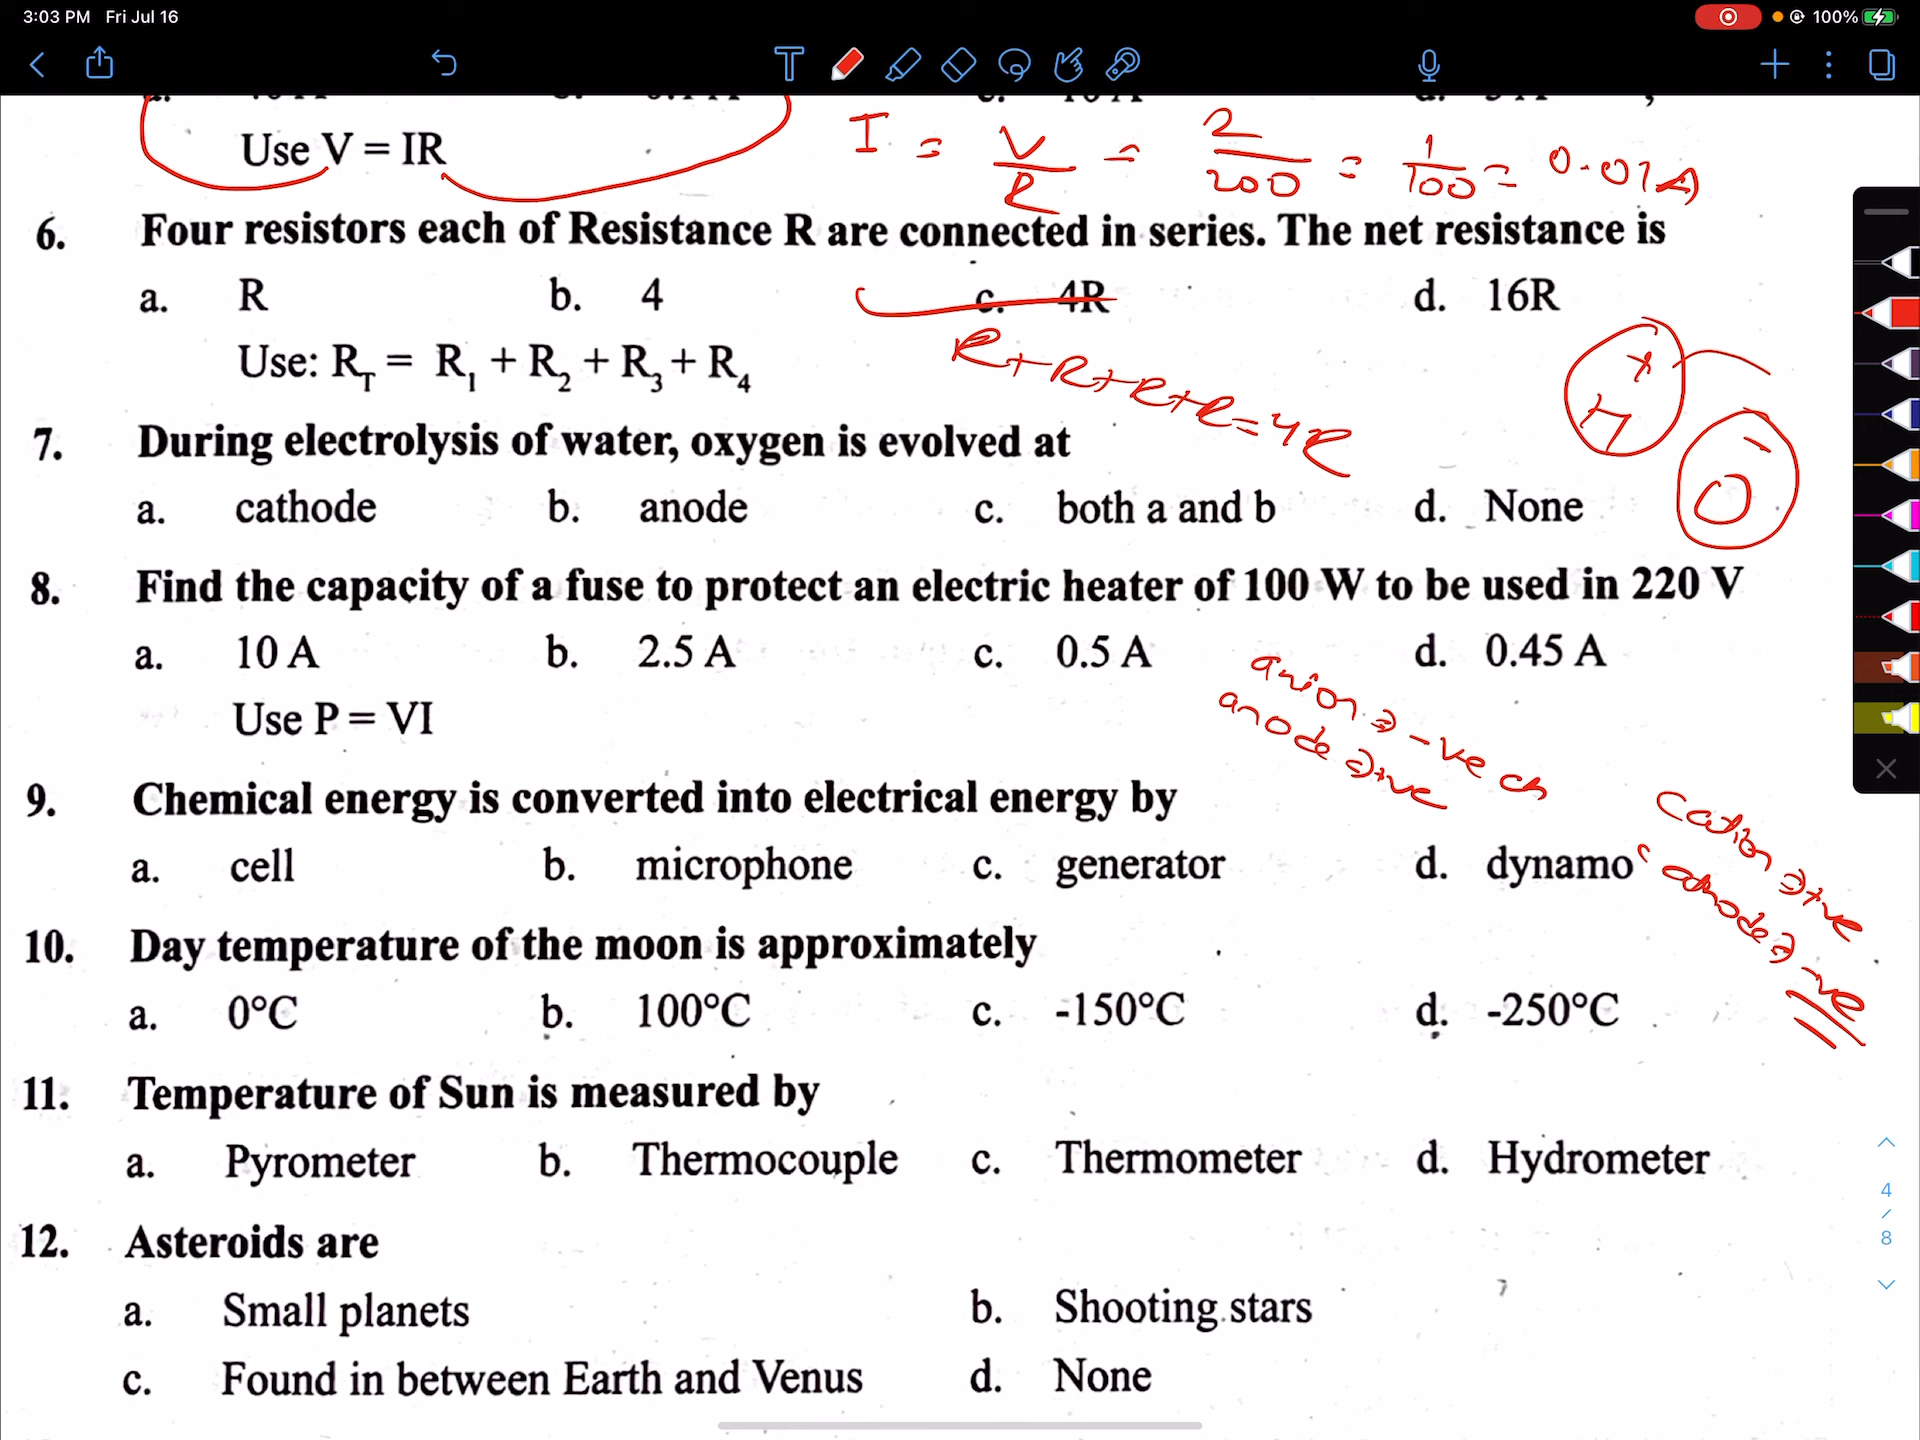 3:03 PM Fri Jul 16
100%
Use V = IR
I = V/R = 2/200 = 1/100 = 0.01A
6. Four resistors each of Resistance R are connected in series. The net resistance is
a. R b. 4 c. 4R d. 16R
Use: R_T = R_1 + R_2 + R_3 + R_4
R+R+R+R=4R
+
H
-
O
7. During electrolysis of water, oxygen is evolved at
a. cathode b. anode c. both a and b d. None
8. Find the capacity of a fuse to protect an electric heater of 100 W to be used in 220 V
a. 10 A b. 2.5 A c. 0.5 A d. 0.45 A
Use P = VI
anion ⇒ -ve ch
anode ⇒ +ve
9. Chemical energy is converted into electrical energy by
a. cell b. microphone c. generator d. dynamo
cation ⇒ +ve
⇒ -ve
10. Day temperature of the moon is approximately
a. 0°C b. 100°C c. -150°C d. -250°C
11. Temperature of Sun is measured by
a. Pyrometer b. Thermocouple c. Thermometer d. Hydrometer
12. Asteroids are
a. Small planets b. Shooting stars
c. Found in between Earth and Venus d. None
4
/
8